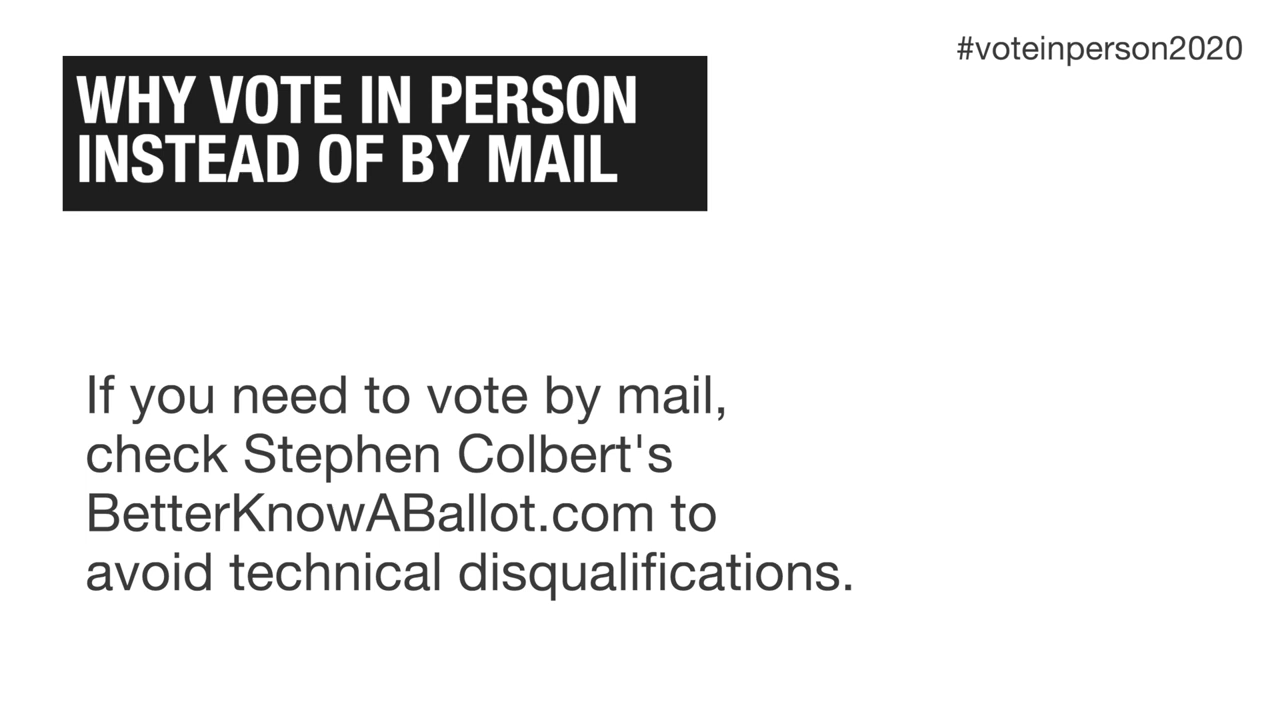 #voteinperson2020
WHY VOTE IN PERSON
INSTEAD OF BY MAIL
If you need to vote by mail,
check Stephen Colbert's
BetterKnowABallot.com to
avoid technical disqualifications.